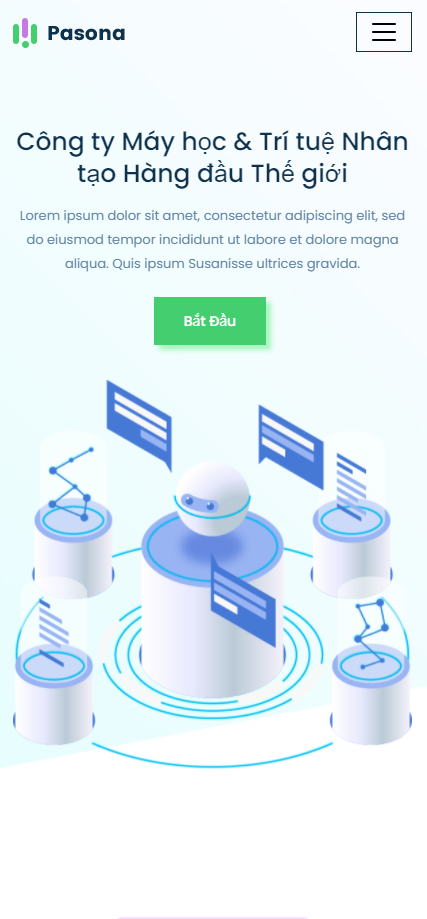 Pasona
Công ty Máy học & Trí tuệ Nhân
tạo Hàng đầu Thế giới
Lorem ipsum dolor sit amet, consectetur adipiscing elit, sed
do eiusmod tempor incididunt ut labore et dolore magna
aliqua. Quis ipsum Susanisse ultrices gravida.
Bắt Đầu